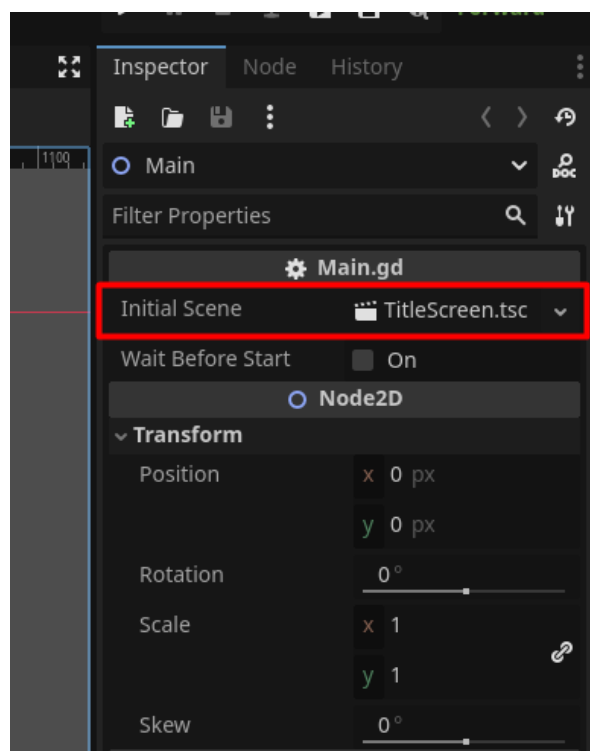 Inspector Node History
1100
Main
DOC
Filter Properties
Main.gd
Initial Scene TitleScreen.tsc
Wait Before Start On
Node2D
Transform
Position x 0 px
y 0 px
Rotation 0 °
Scale x 1
y 1
Skew 0 °